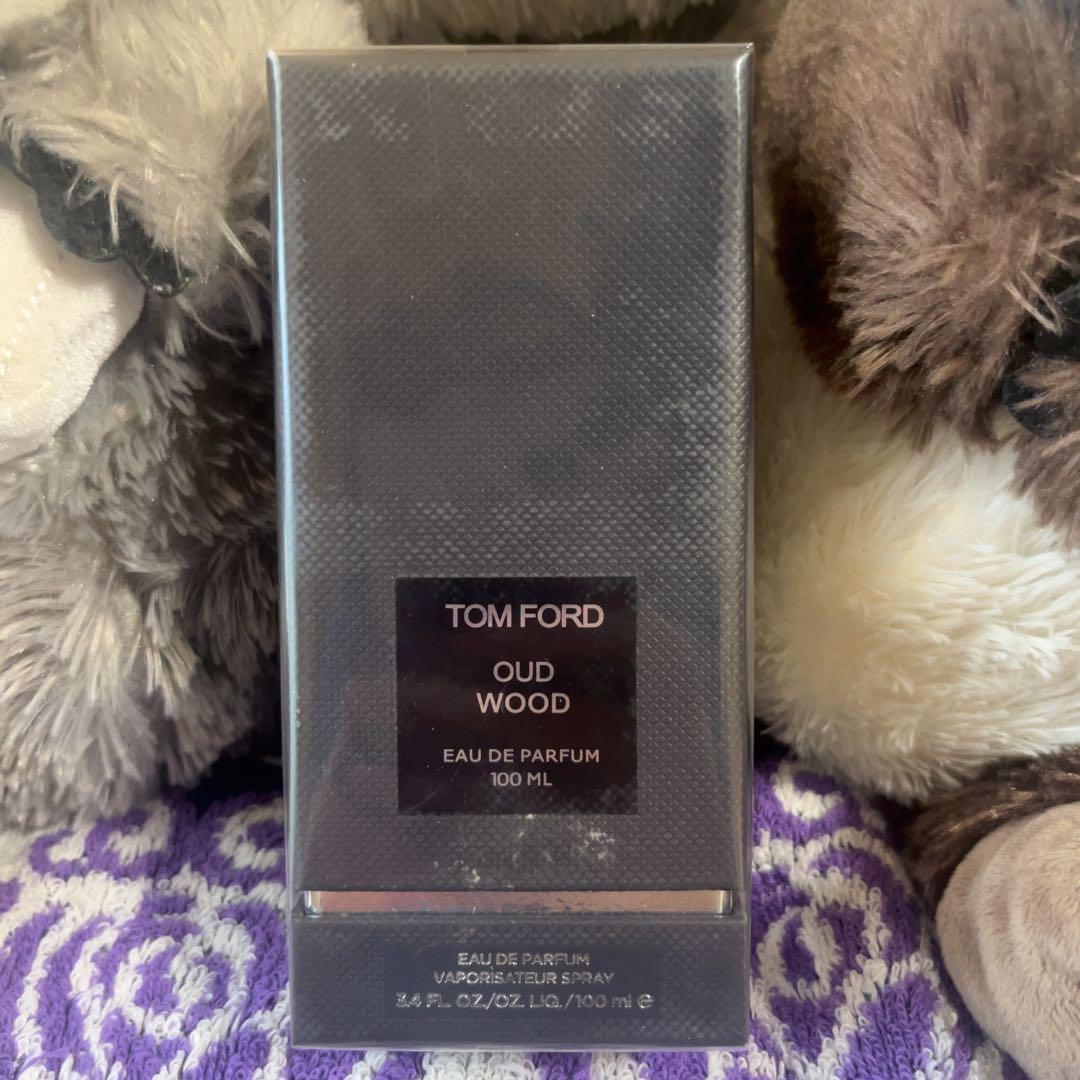 TOM FORD
OUD
WOOD
EAU DE PARFUM
100 ML
EAU DE PARFUM
VAPORISATEUR SPRAY
3.4 FL. OZ./OZ. LIQ./100 ml ℮